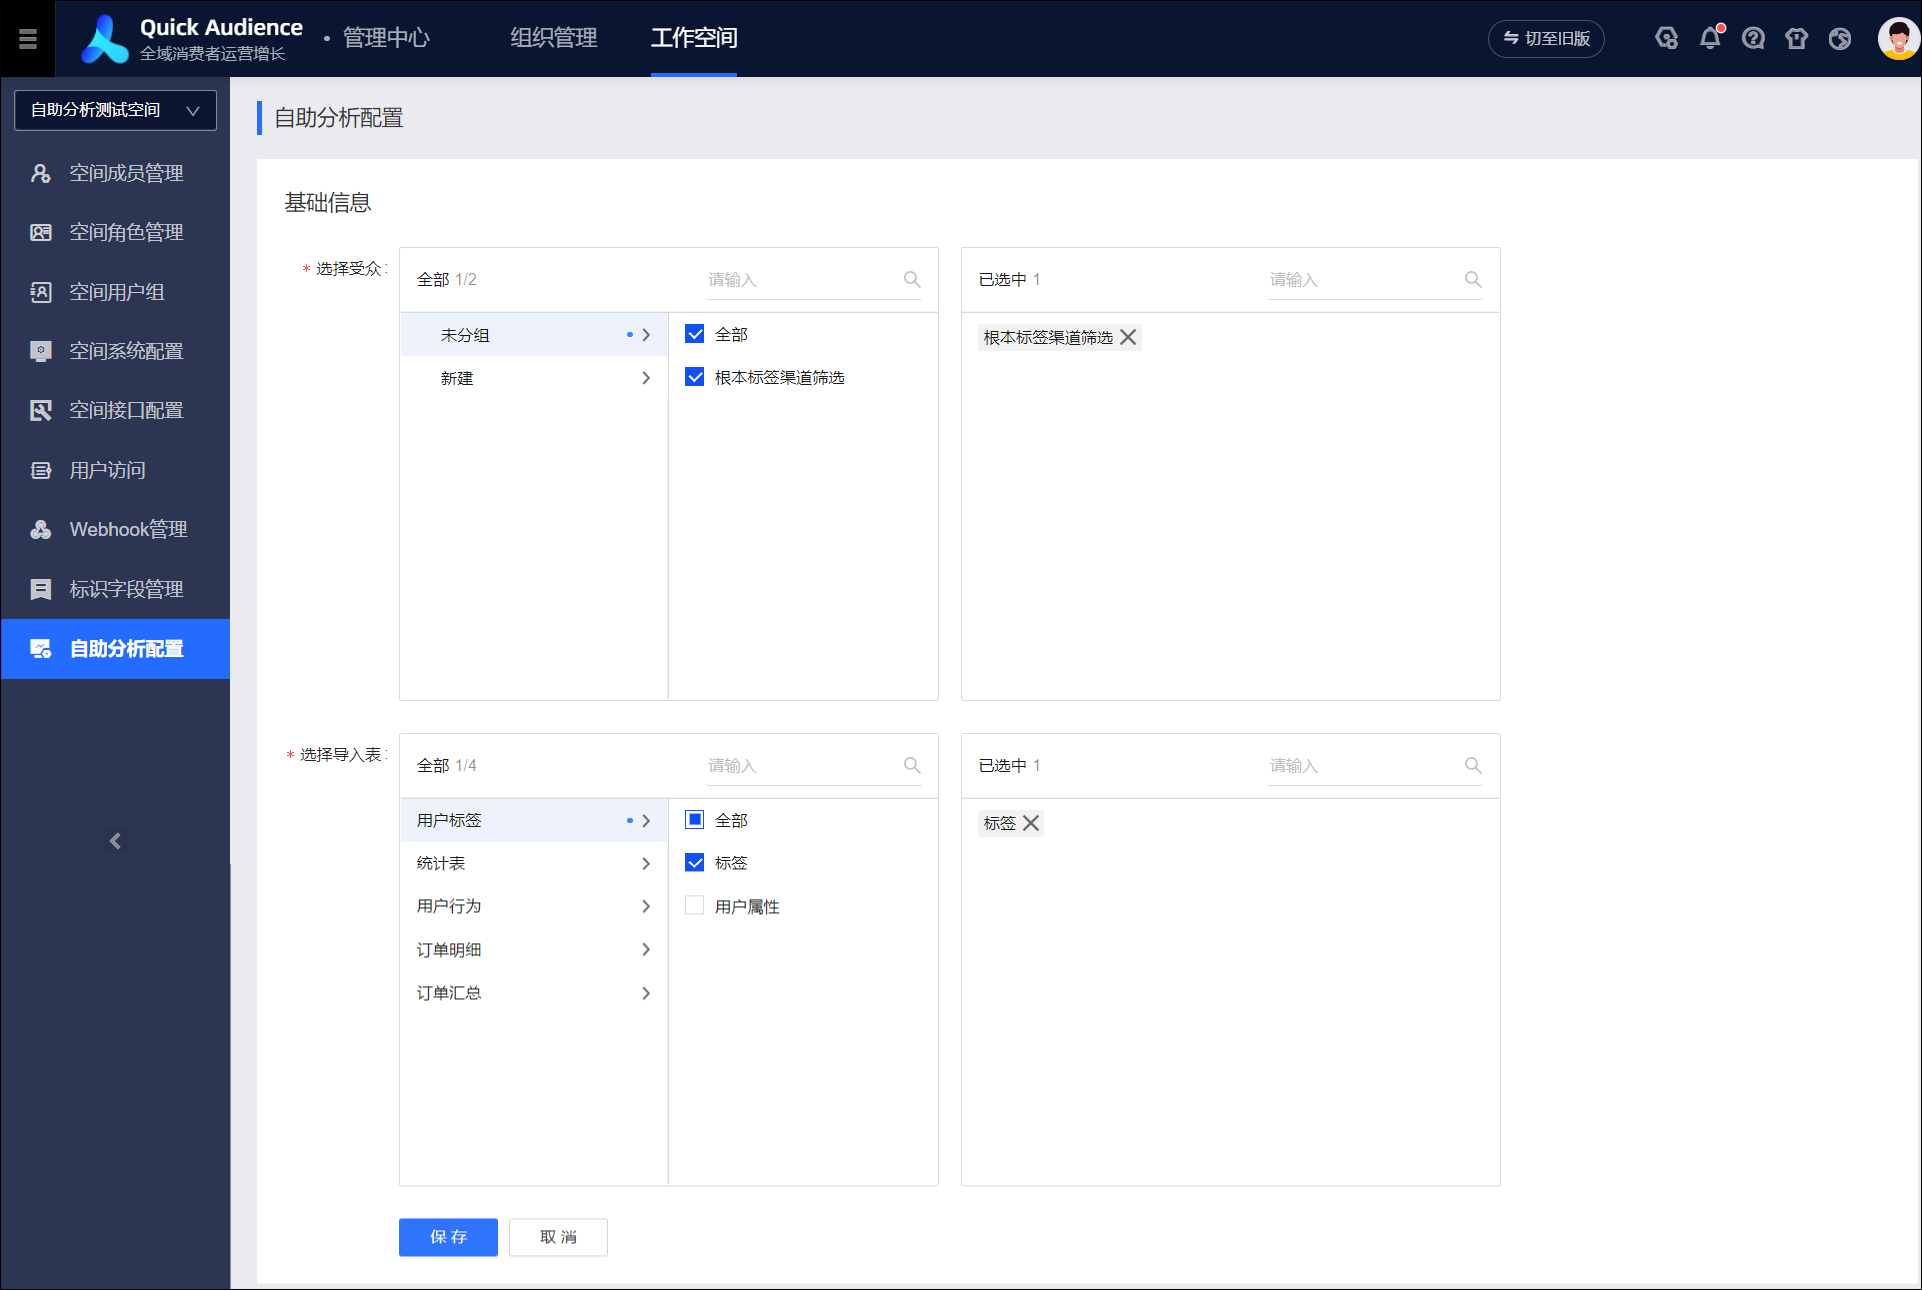 Quick Audience
全域消费者运营增长
管理中心
组织管理
工作空间
切至旧版
自助分析测试空间
空间成员管理
空间角色管理
空间用户组
空间系统配置
空间接口配置
用户访问
Webhook管理
标识字段管理
自助分析配置
自助分析配置
基础信息
* 选择受众:
全部 1/2
请输入
未分组
新建
全部
根本标签渠道筛选
已选中 1
请输入
根本标签渠道筛选
* 选择导入表:
全部 1/4
请输入
用户标签
统计表
用户行为
订单明细
订单汇总
全部
标签
用户属性
已选中 1
请输入
标签
保 存
取 消